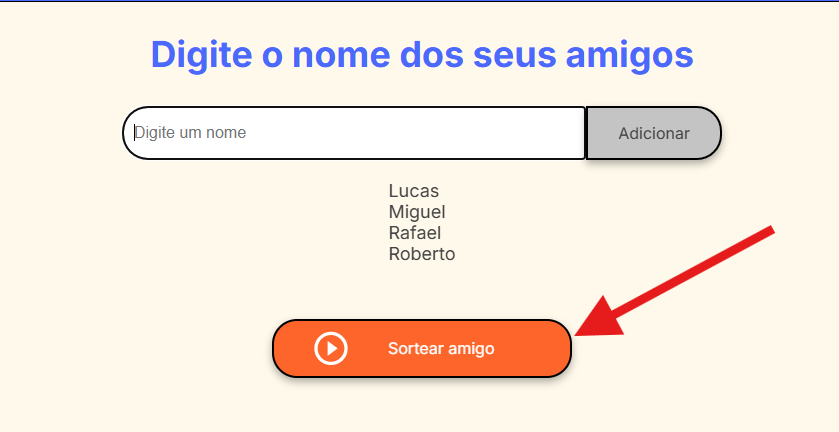 Digite o nome dos seus amigos
Digite um nome
Adicionar
Lucas
Miguel
Rafael
Roberto
Sortear amigo